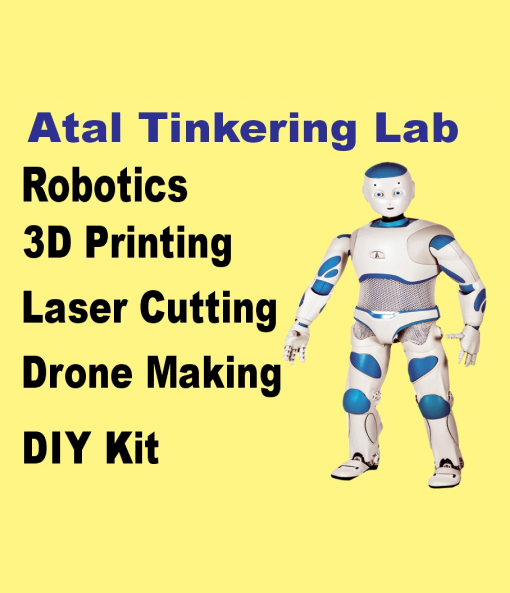 Atal Tinkering Lab
Robotics
3D Printing
Laser Cutting
Drone Making
DIY Kit